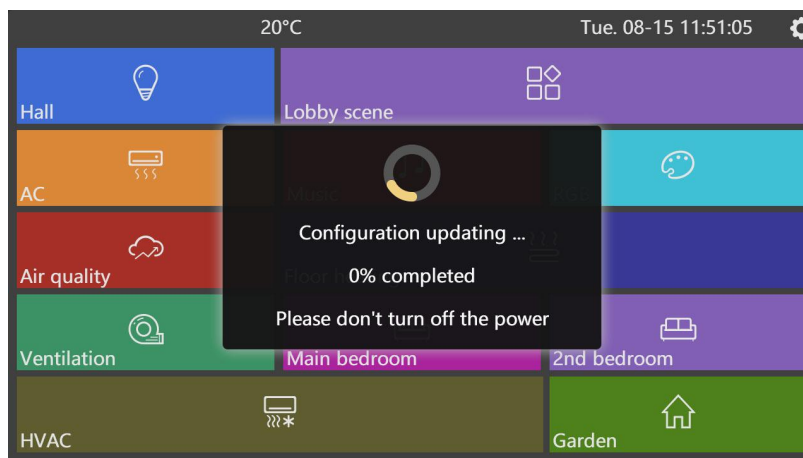 20°C
Tue. 08-15 11:51:05
Hall
Lobby scene
AC
Music
Air quality
Configuration updating ...
0% completed
Please don't turn off the power
Ventilation
Main bedroom
2nd bedroom
HVAC
Garden